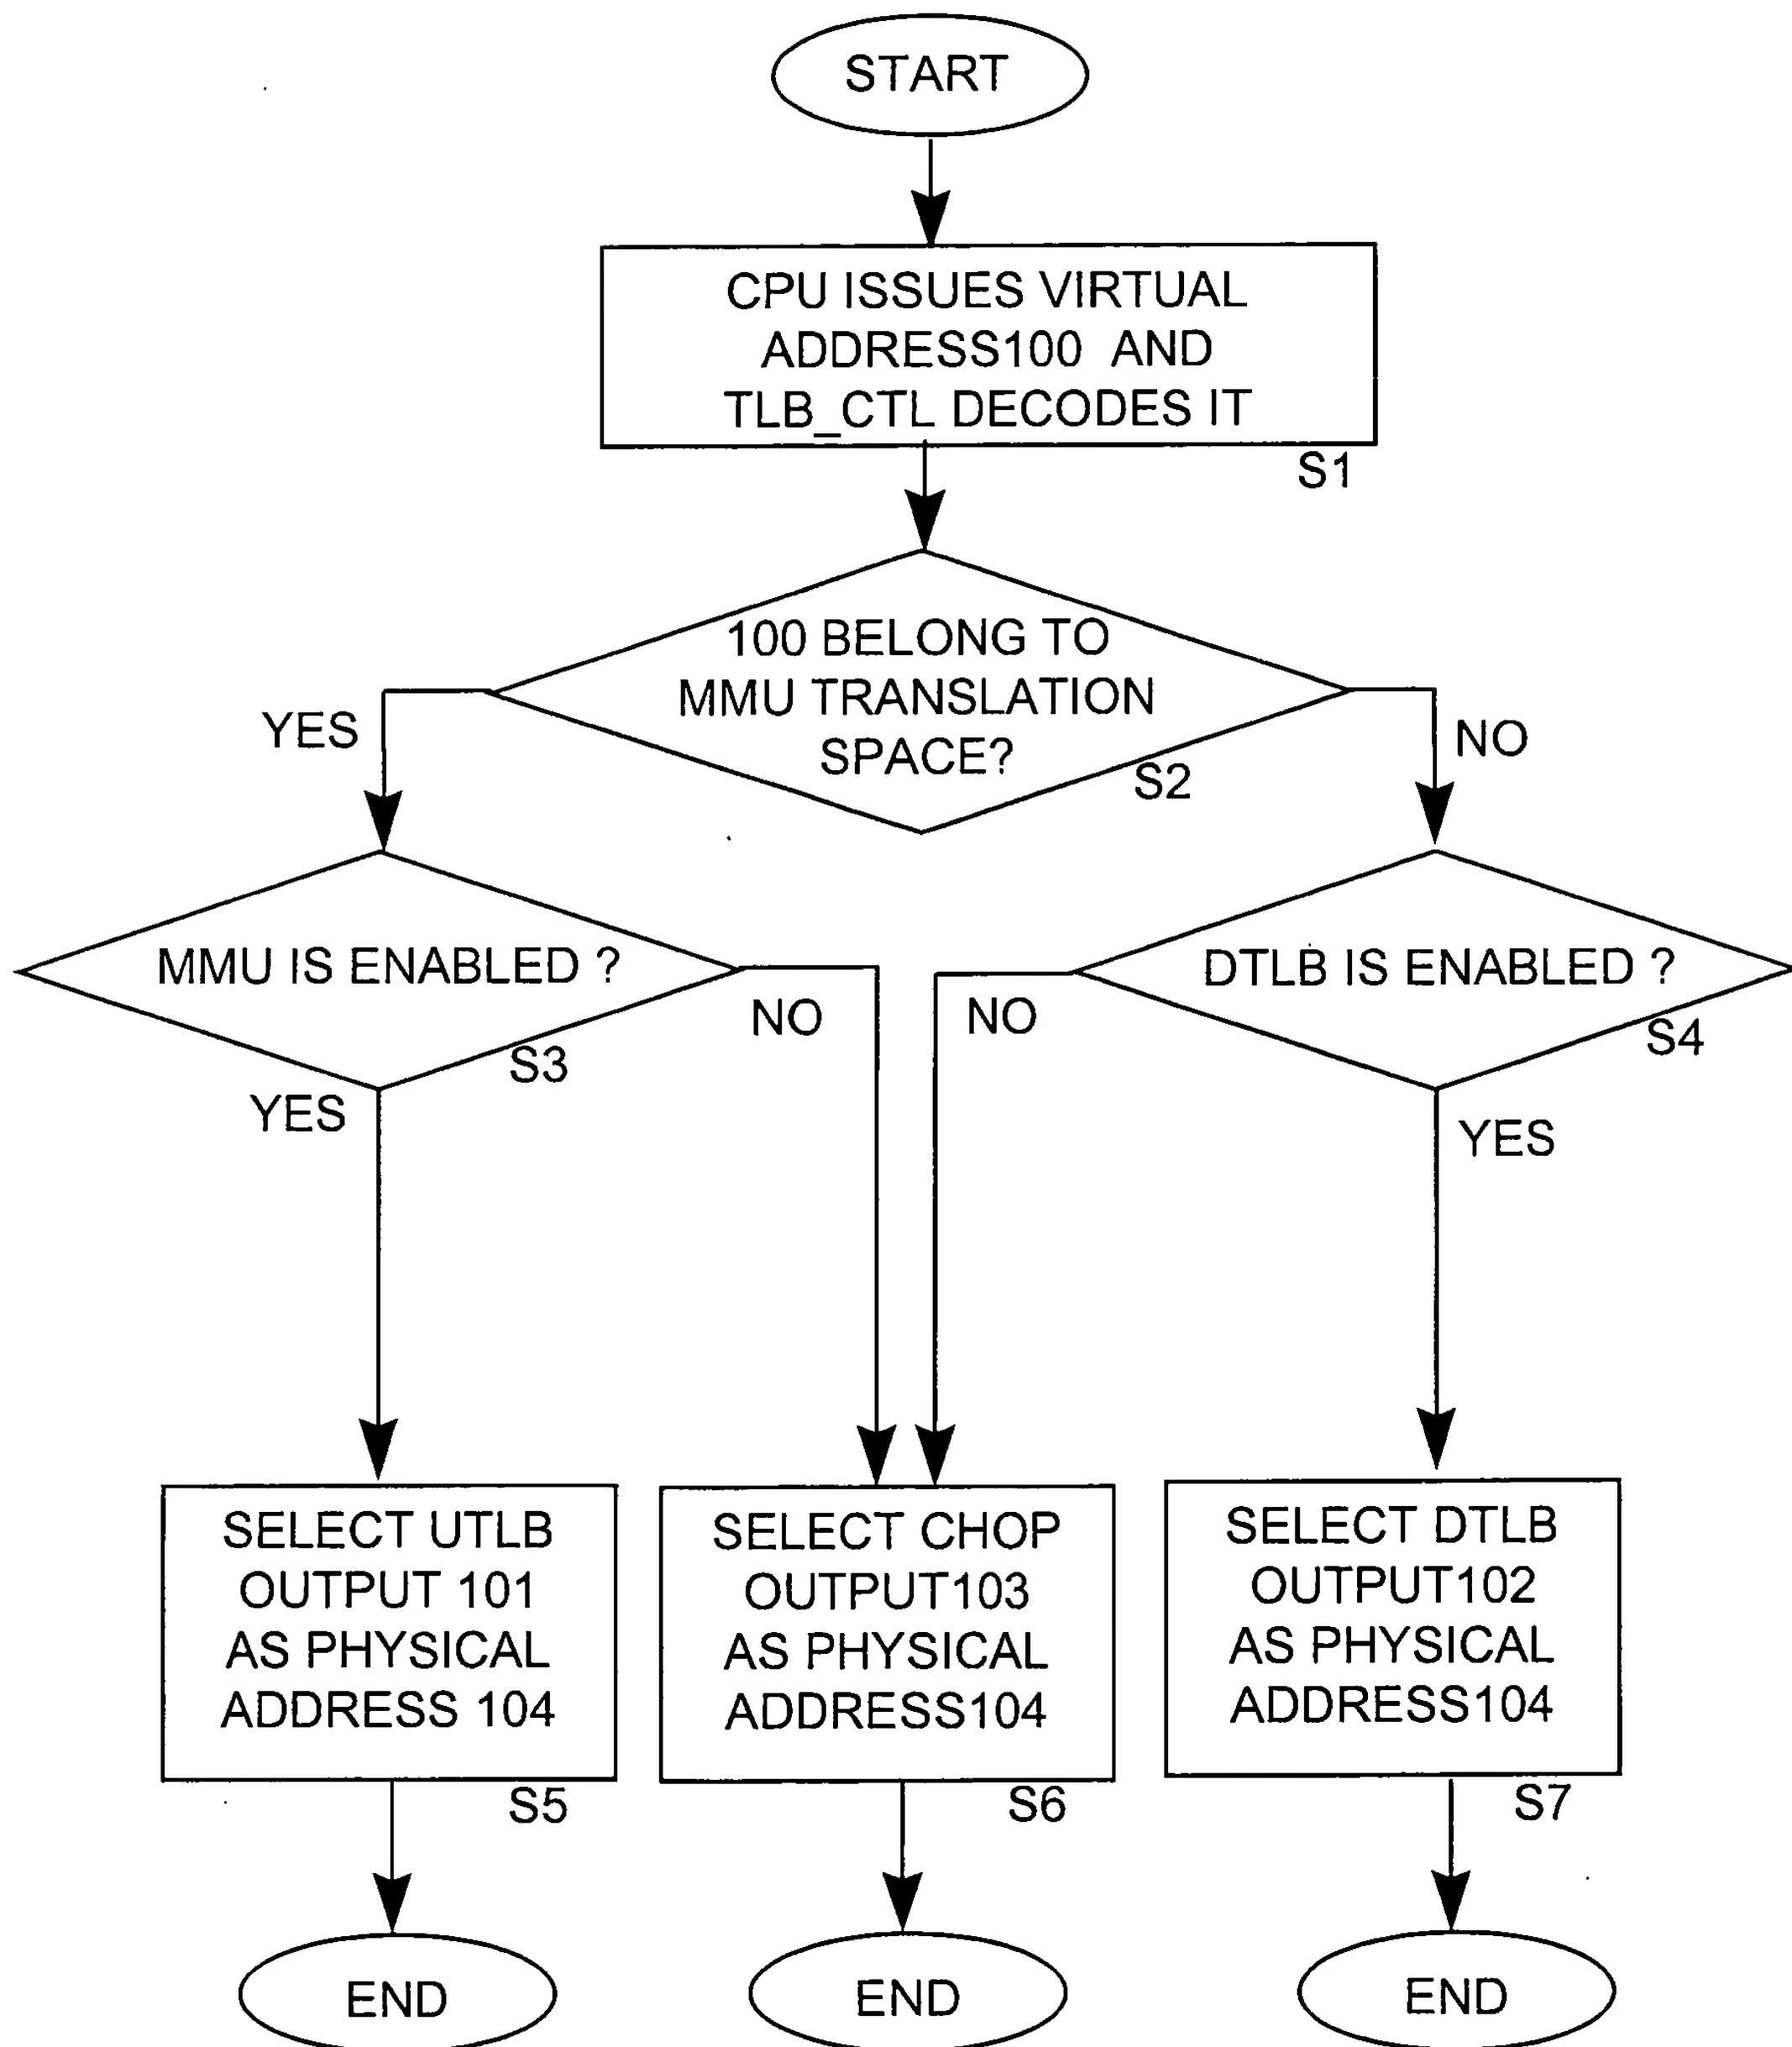 START
CPU ISSUES VIRTUAL
ADDRESS100 AND
TLB_CTL DECODES IT
S1
100 BELONG TO
MMU TRANSLATION
SPACE?
S2
YES
NO
MMU IS ENABLED ?
S3
NO
YES
DTLB IS ENABLED ?
S4
NO
YES
SELECT UTLB
OUTPUT 101
AS PHYSICAL
ADDRESS 104
S5
SELECT CHOP
OUTPUT103
AS PHYSICAL
ADDRESS104
S6
SELECT DTLB
OUTPUT102
AS PHYSICAL
ADDRESS104
S7
END
END
END